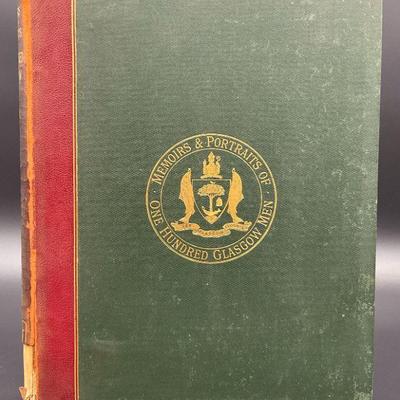 MEMOIRS & PORTRAITS OF
ONE HUNDRED GLASGOW MEN